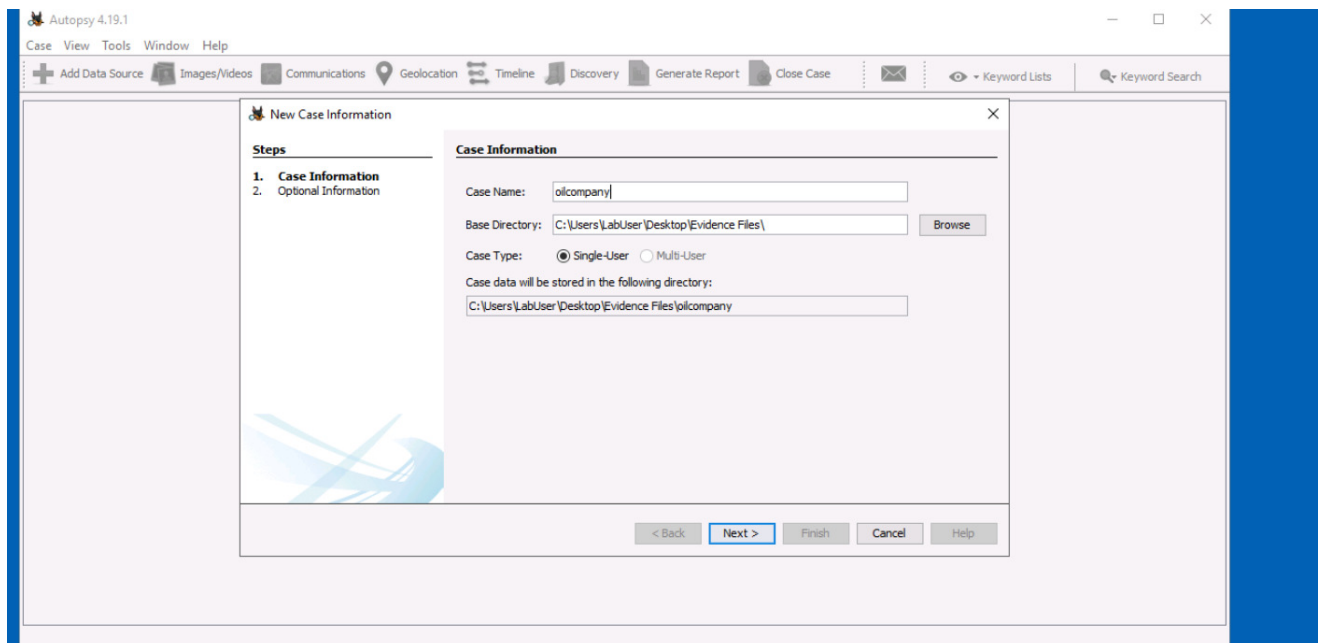 Autopsy 4.19.1
Case View Tools Window Help
Add Data Source Images/Videos Communications Geolocation Timeline Discovery Generate Report Close Case Keyword Lists Keyword Search
New Case Information
Steps
1. Case Information
2. Optional Information
Case Information
Case Name: oilcompany
Base Directory: C:\Users\LabUser\Desktop\Evidence Files\ Browse
Case Type: Single-User Multi-User
Case data will be stored in the following directory:
C:\Users\LabUser\Desktop\Evidence Files\oilcompany
< Back Next > Finish Cancel Help